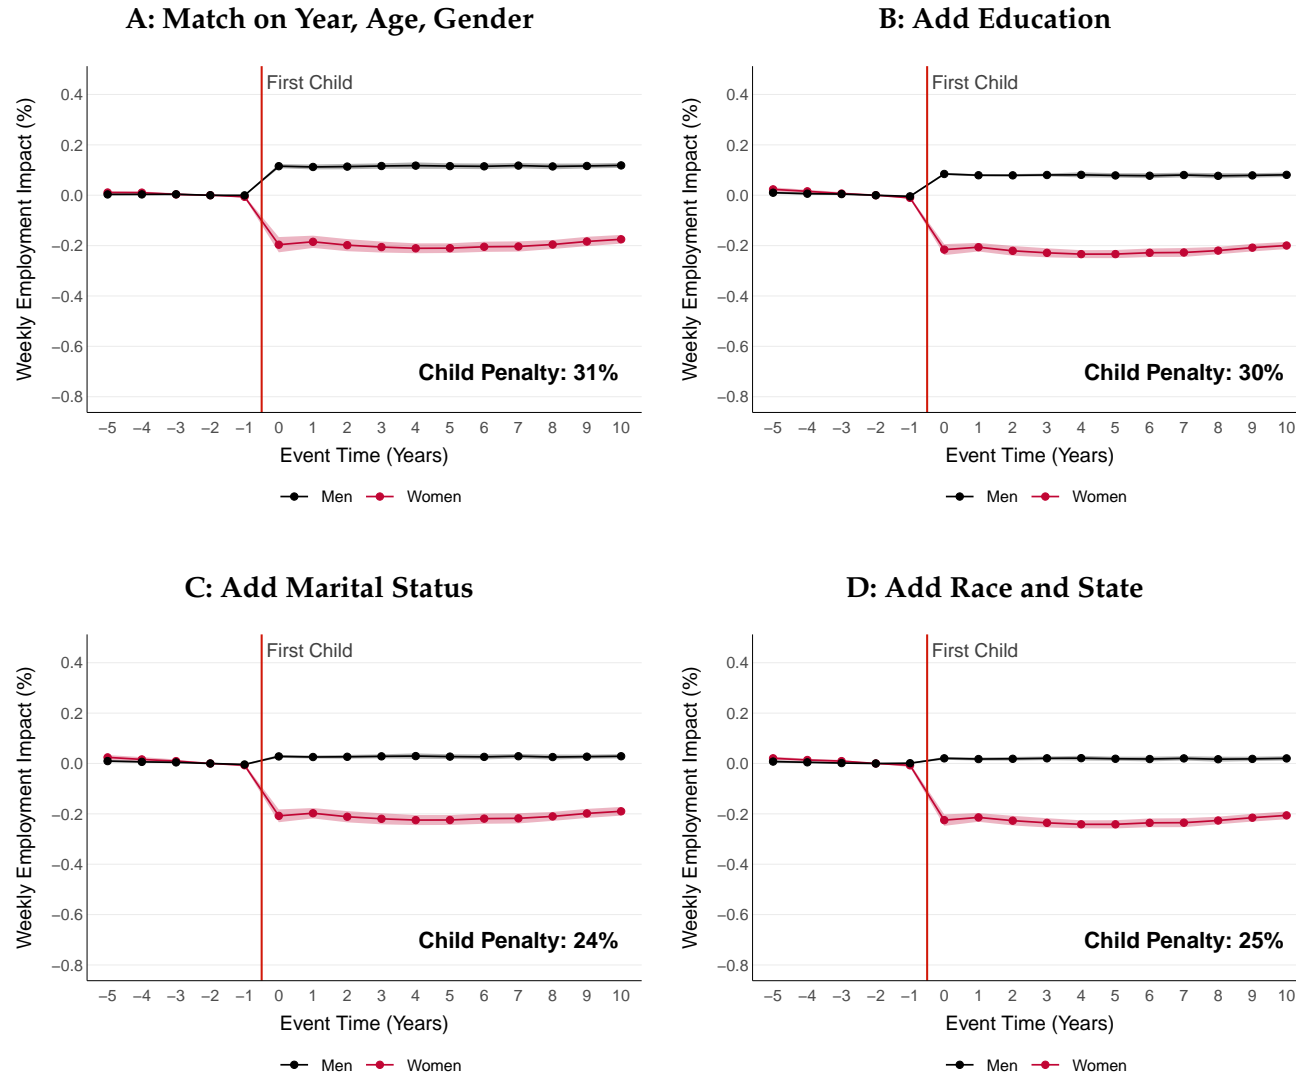 A: Match on Year, Age, Gender
Weekly Employment Impact (%)
0.4
0.2
0.0
−0.2
−0.4
−0.6
−0.8
First Child
Child Penalty: 31%
−5 −4 −3 −2 −1 0 1 2 3 4 5 6 7 8 9 10
Event Time (Years)
Men Women
B: Add Education
Weekly Employment Impact (%)
0.4
0.2
0.0
−0.2
−0.4
−0.6
−0.8
First Child
Child Penalty: 30%
−5 −4 −3 −2 −1 0 1 2 3 4 5 6 7 8 9 10
Event Time (Years)
Men Women
C: Add Marital Status
Weekly Employment Impact (%)
0.4
0.2
0.0
−0.2
−0.4
−0.6
−0.8
First Child
Child Penalty: 24%
−5 −4 −3 −2 −1 0 1 2 3 4 5 6 7 8 9 10
Event Time (Years)
Men Women
D: Add Race and State
Weekly Employment Impact (%)
0.4
0.2
0.0
−0.2
−0.4
−0.6
−0.8
First Child
Child Penalty: 25%
−5 −4 −3 −2 −1 0 1 2 3 4 5 6 7 8 9 10
Event Time (Years)
Men Women